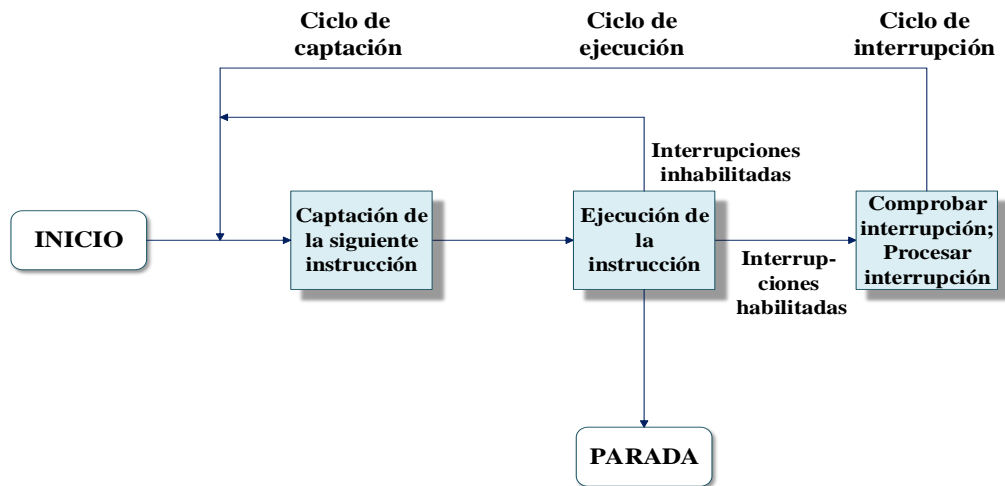 Ciclo de
captación
Ciclo de
ejecución
Ciclo de
interrupción
Interrupciones
inhabilitadas
INICIO
Captación de
la siguiente
instrucción
Ejecución de
la
instrucción
Interrup-
ciones
habilitadas
Comprobar
interrupción;
Procesar
interrupción
PARADA